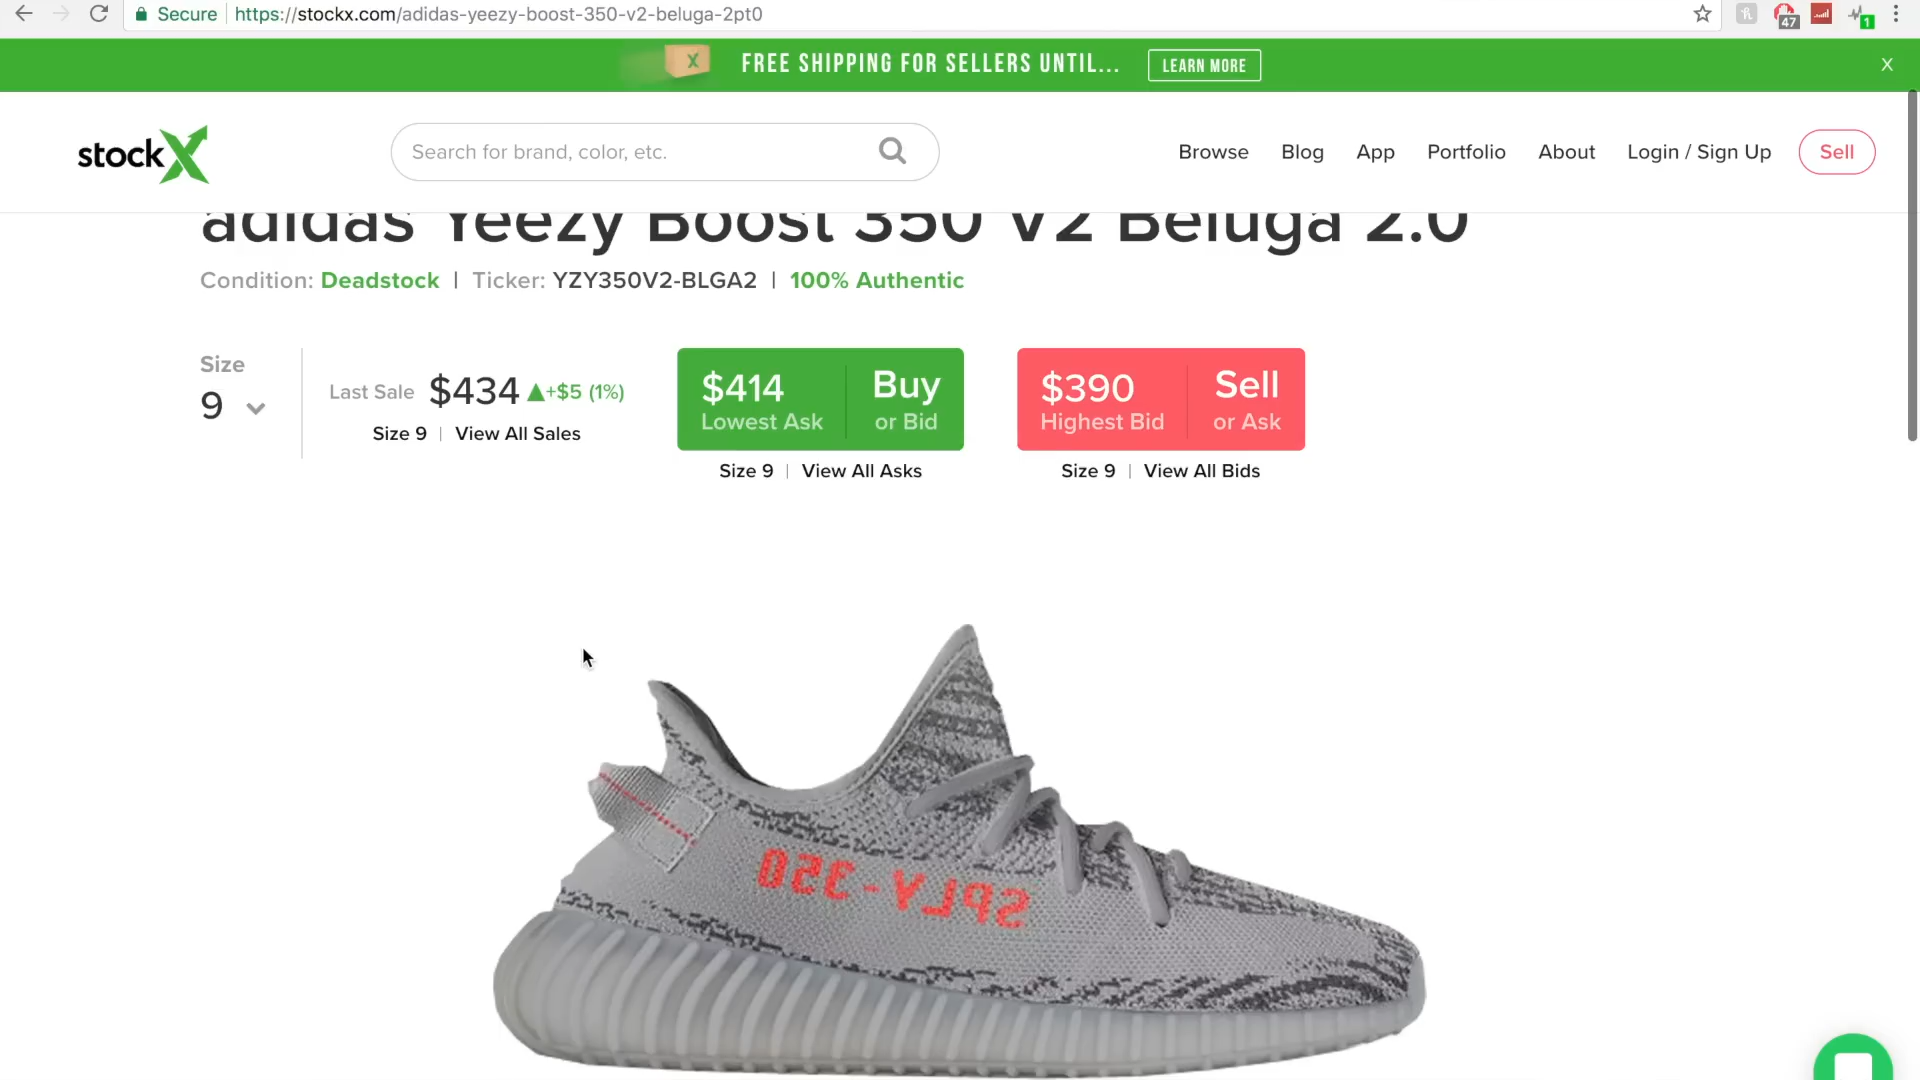 Secure https://stockx.com/adidas-yeezy-boost-350-v2-beluga-2pt0
47
1
X FREE SHIPPING FOR SELLERS UNTIL... LEARN MORE X
stockX Search for brand, color, etc. Browse Blog App Portfolio About Login / Sign Up Sell
adidas Yeezy Boost 350 V2 Beluga 2.0
Condition: Deadstock | Ticker: YZY350V2-BLGA2 | 100% Authentic
Size
9
Last Sale $434 +$5 (1%)
Size 9 | View All Sales
$414 Buy
Lowest Ask or Bid
Size 9 | View All Asks
$390 Sell
Highest Bid or Ask
Size 9 | View All Bids
SPLY-350